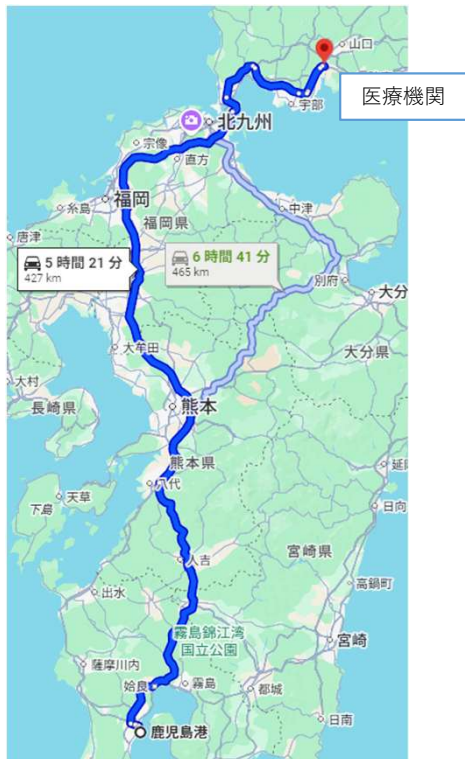 山口
医療機関
宇部
北九州
宗像
直方
福岡
糸島
福岡県
中津
唐津
5 時間 21 分
427 km
6 時間 41 分
465 km
別府
大分
大牟田
大分県
大村
熊本
長崎県
熊本県
八代
天草
下島
日向
人吉
宮崎県
出水
高鍋町
霧島錦江湾
国立公園
宮崎
薩摩川内
姶良
霧島
都城
日南
鹿児島港